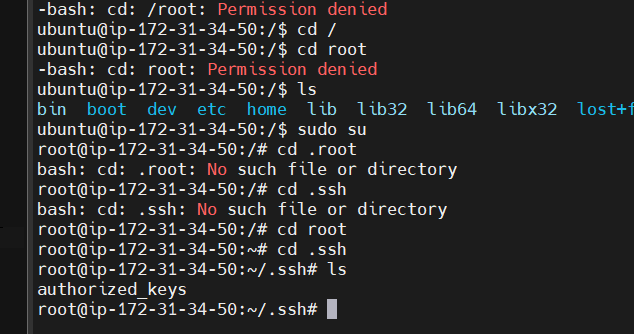 -bash: cd: /root: Permission denied
ubuntu@ip-172-31-34-50:/$ cd /
ubuntu@ip-172-31-34-50:/$ cd root
-bash: cd: root: Permission denied
ubuntu@ip-172-31-34-50:/$ ls
bin boot dev etc home lib lib32 lib64 libx32 lost+f
ubuntu@ip-172-31-34-50:/$ sudo su
root@ip-172-31-34-50:/# cd .root
bash: cd: .root: No such file or directory
root@ip-172-31-34-50:/# cd .ssh
bash: cd: .ssh: No such file or directory
root@ip-172-31-34-50:/# cd root
root@ip-172-31-34-50:~# cd .ssh
root@ip-172-31-34-50:~/.ssh# ls
authorized_keys
root@ip-172-31-34-50:~/.ssh#